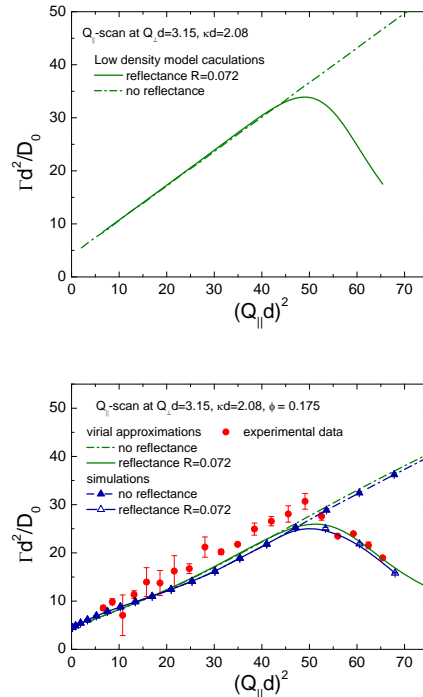 Q∥-scan at Q⊥d=3.15, κd=2.08
Low density model caculations
reflectance R=0.072
no reflectance
Γd²/D₀
50
40
30
20
10
0
0 10 20 30 40 50 60 70
(Q∥d)²
Q∥-scan at Q⊥d=3.15, κd=2.08, ϕ = 0.175
virial approximations
experimental data
no reflectance
reflectance R=0.072
simulations
no reflectance
reflectance R=0.072
Γd²/D₀
50
40
30
20
10
0
0 10 20 30 40 50 60 70
(Q∥d)²